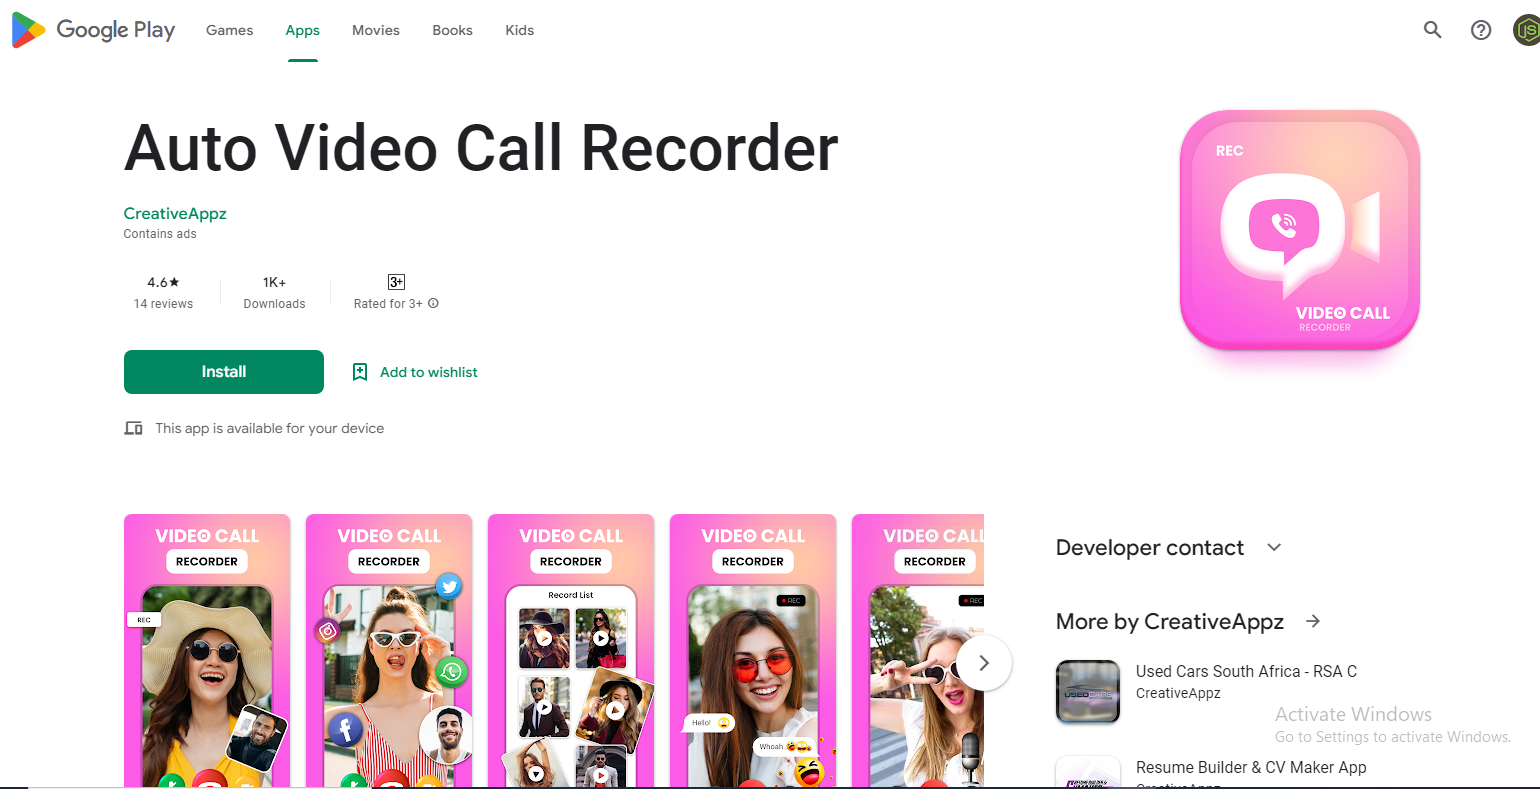 Google Play
Games
Apps
Movies
Books
Kids
JS
Auto Video Call Recorder
CreativeAppz
Contains ads
4.6★
14 reviews
1K+
Downloads
3+
Rated for 3+
Install
Add to wishlist
This app is available for your device
REC
VIDEO CALL
RECORDER
VIDEO CALL
RECORDER
REC
VIDEO CALL
RECORDER
VIDEO CALL
RECORDER
Record List
VIDEO CALL
RECORDER
REC
Hello!
Whoah
VIDEO CALL
RECORDER
REC
Developer contact
More by CreativeAppz
Used Cars South Africa - RSA C
CreativeAppz
USED CARS
Activate Windows
Go to Settings to activate Windows.
Resume Builder & CV Maker App
CreativeAppz